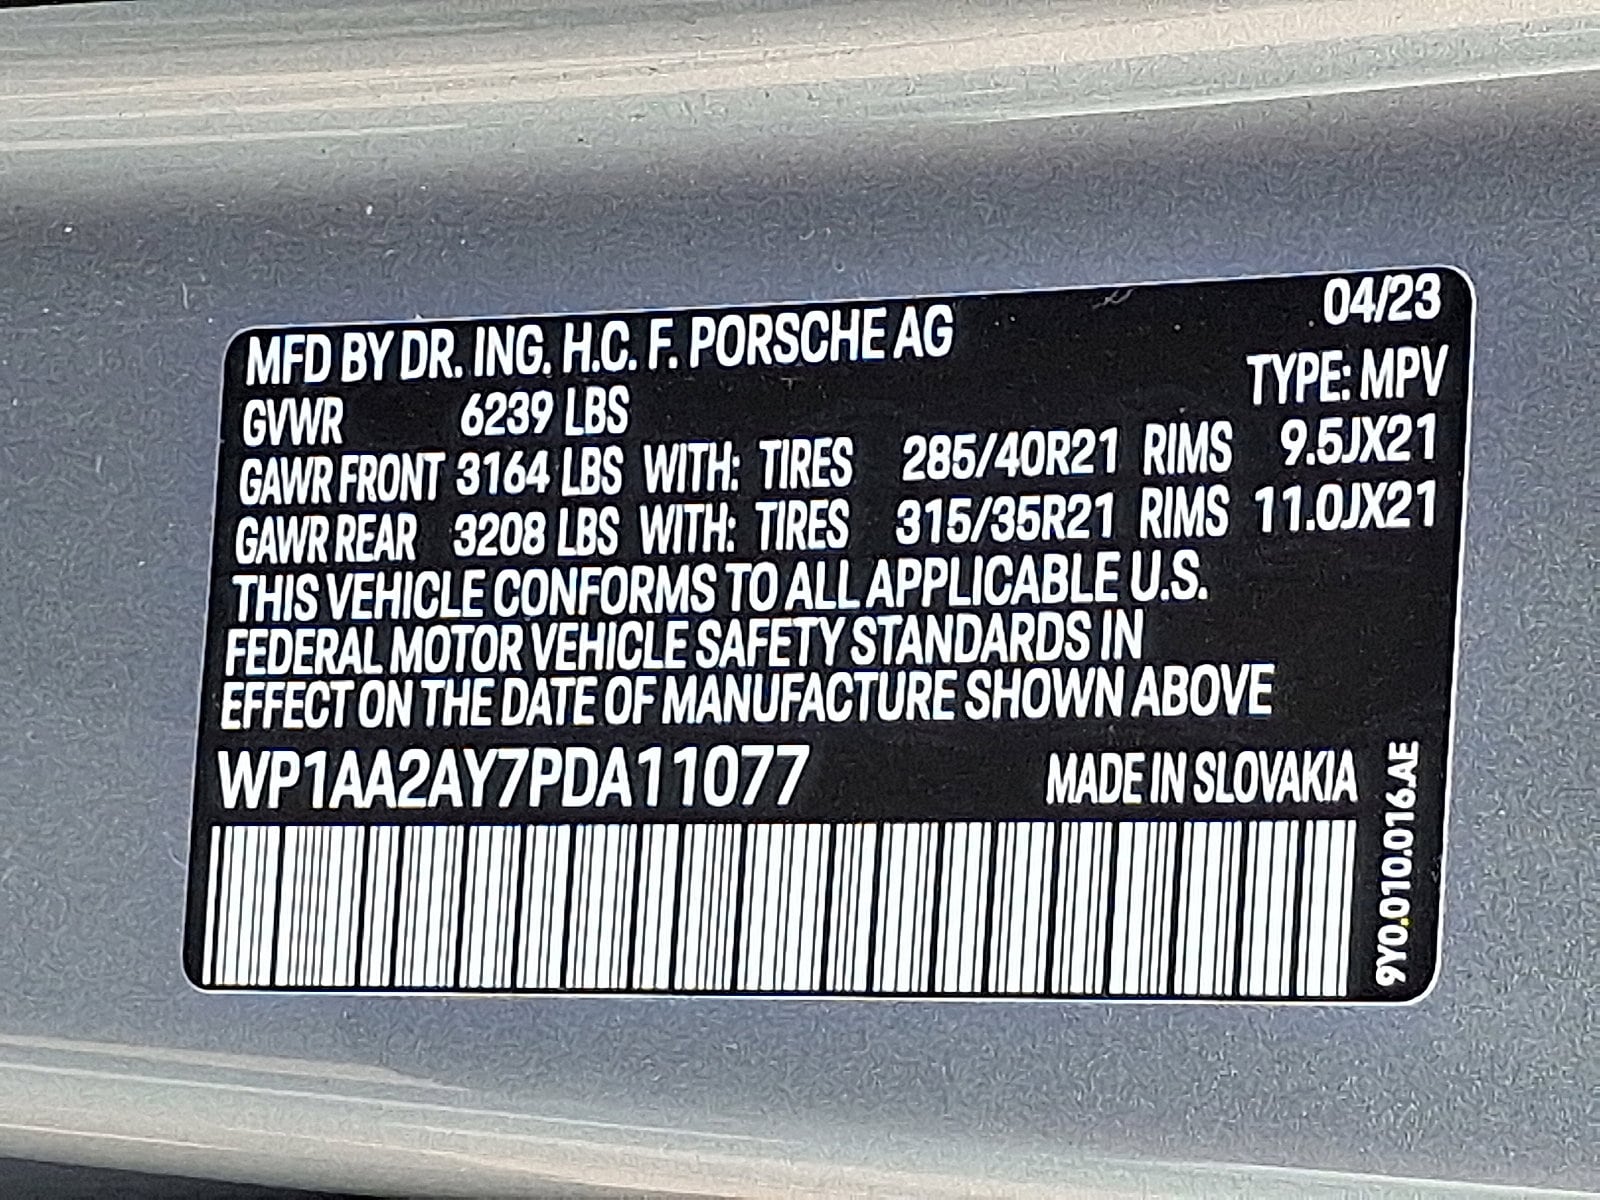 MFD BY DR. ING. H.C. F. PORSCHE AG 04/23
GVWR 6239 LBS TYPE: MPV
GAWR FRONT 3164 LBS WITH: TIRES 285/40R21 RIMS 9.5JX21
GAWR REAR 3208 LBS WITH: TIRES 315/35R21 RIMS 11.0JX21
THIS VEHICLE CONFORMS TO ALL APPLICABLE U.S.
FEDERAL MOTOR VEHICLE SAFETY STANDARDS IN
EFFECT ON THE DATE OF MANUFACTURE SHOWN ABOVE
WP1AA2AY7PDA11077 MADE IN SLOVAKIA
9Y0.010.016.AE